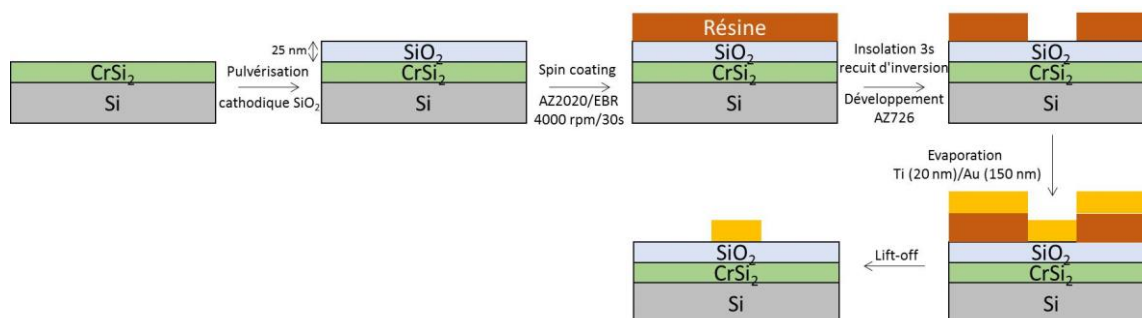 CrSi₂
Si
Pulvérisation
cathodique SiO₂
25 nm
SiO₂
CrSi₂
Si
Spin coating
AZ2020/EBR
4000 rpm/30s
Résine
SiO₂
CrSi₂
Si
Insolation 3s
recuit d'inversion
Développement
AZ726
SiO₂
CrSi₂
Si
Evaporation
Ti (20 nm)/Au (150 nm)
SiO₂
CrSi₂
Si
Lift-off
SiO₂
CrSi₂
Si